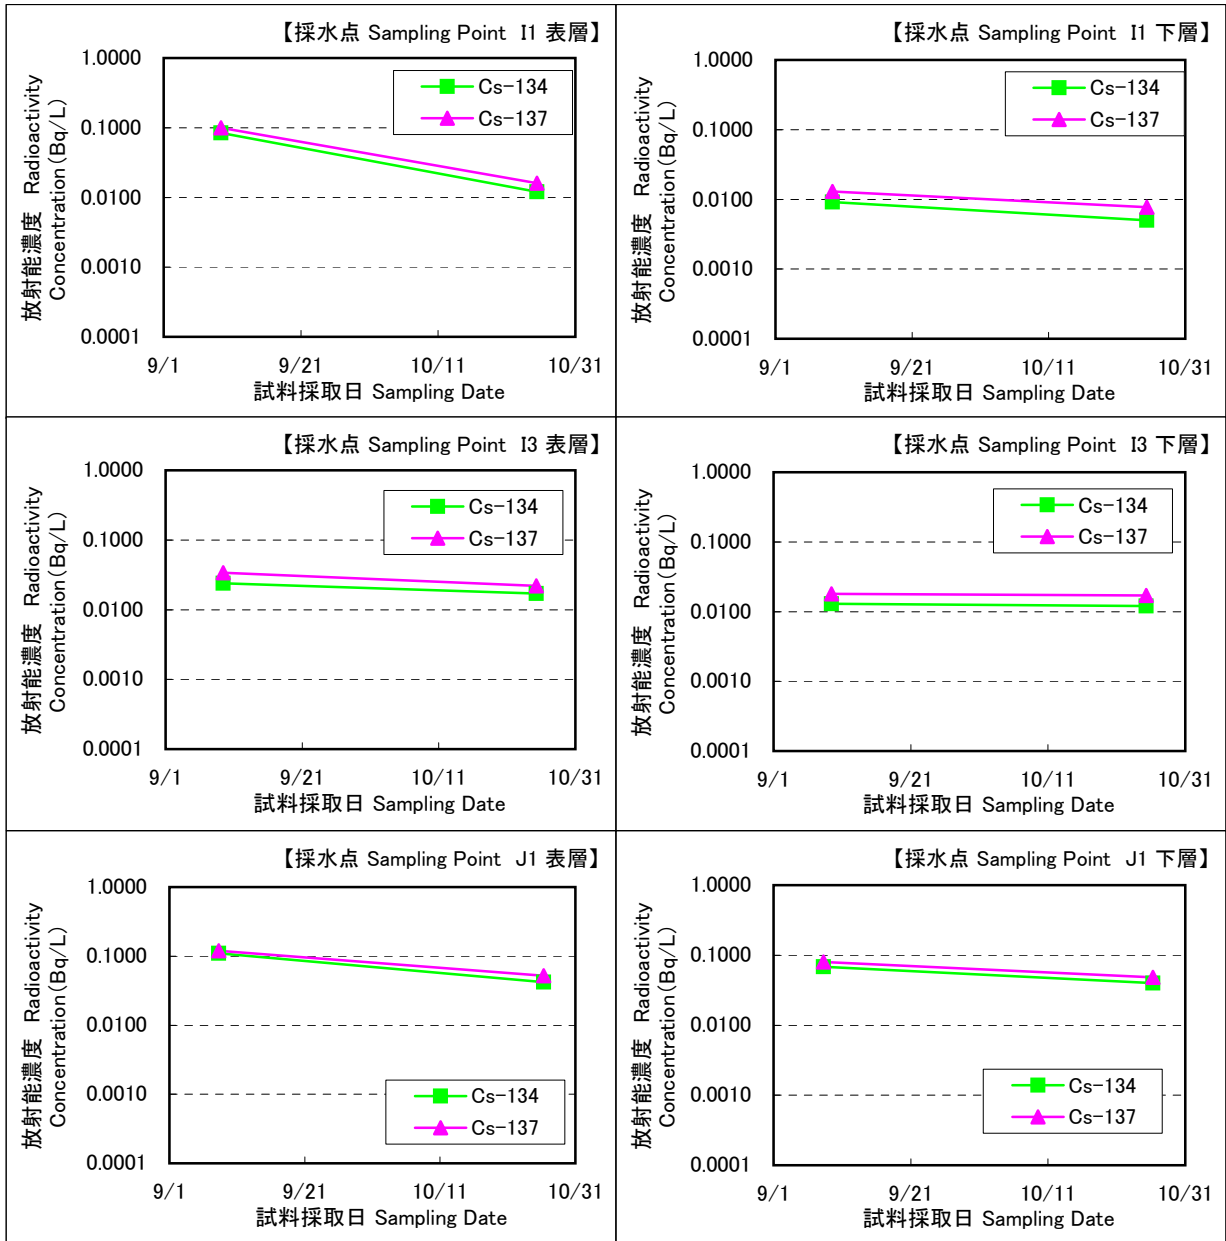 【採水点 Sampling Point I1 表層】
放射能濃度 Radioactivity
Concentration(Bq/L)
1.0000
0.1000
0.0100
0.0010
0.0001
Cs-134
Cs-137
9/1 9/21 10/11 10/31
試料採取日 Sampling Date
【採水点 Sampling Point I1 下層】
放射能濃度 Radioactivity
Concentration(Bq/L)
1.0000
0.1000
0.0100
0.0010
0.0001
Cs-134
Cs-137
9/1 9/21 10/11 10/31
試料採取日 Sampling Date
【採水点 Sampling Point I3 表層】
放射能濃度 Radioactivity
Concentration(Bq/L)
1.0000
0.1000
0.0100
0.0010
0.0001
Cs-134
Cs-137
9/1 9/21 10/11 10/31
試料採取日 Sampling Date
【採水点 Sampling Point I3 下層】
放射能濃度 Radioactivity
Concentration(Bq/L)
1.0000
0.1000
0.0100
0.0010
0.0001
Cs-134
Cs-137
9/1 9/21 10/11 10/31
試料採取日 Sampling Date
【採水点 Sampling Point J1 表層】
放射能濃度 Radioactivity
Concentration(Bq/L)
1.0000
0.1000
0.0100
0.0010
0.0001
Cs-134
Cs-137
9/1 9/21 10/11 10/31
試料採取日 Sampling Date
【採水点 Sampling Point J1 下層】
放射能濃度 Radioactivity
Concentration(Bq/L)
1.0000
0.1000
0.0100
0.0010
0.0001
Cs-134
Cs-137
9/1 9/21 10/11 10/31
試料採取日 Sampling Date